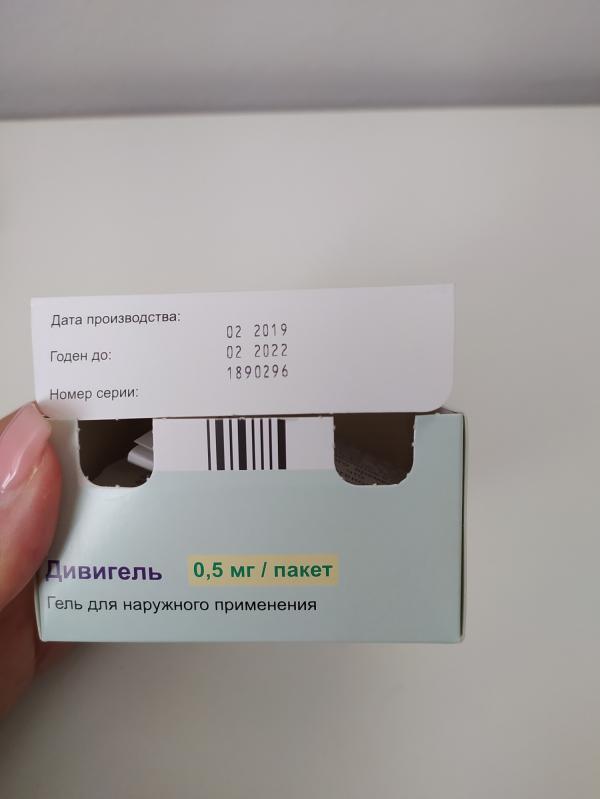 Дата производства:
02 2019
Годен до:
02 2022
1890296
Номер серии:
Дивигель 0,5 мг / пакет
Гель для наружного применения